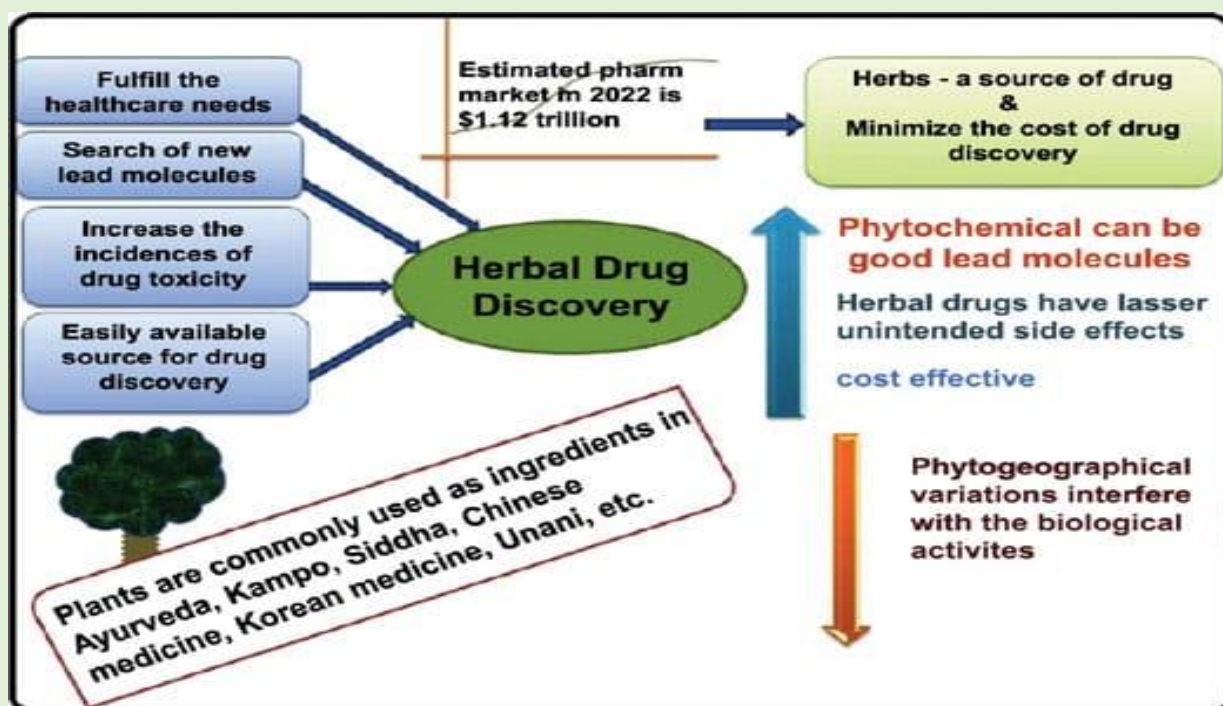 Fulfill the
healthcare needs
Search of new
lead molecules
Increase the
incidences of
drug toxicity
Easily available
source for drug
discovery
Estimated pharm
market in 2022 is
$1.12 trillion
Herbs - a source of drug
&
Minimize the cost of drug
discovery
Herbal Drug
Discovery
Phytochemical can be
good lead molecules
Herbal drugs have lasser
unintended side effects
cost effective
Phytogeographical
variations interfere
with the biological
activites
Plants are commonly used as ingredients in
Ayurveda, Kampo, Siddha, Chinese
medicine, Korean medicine, Unani, etc.